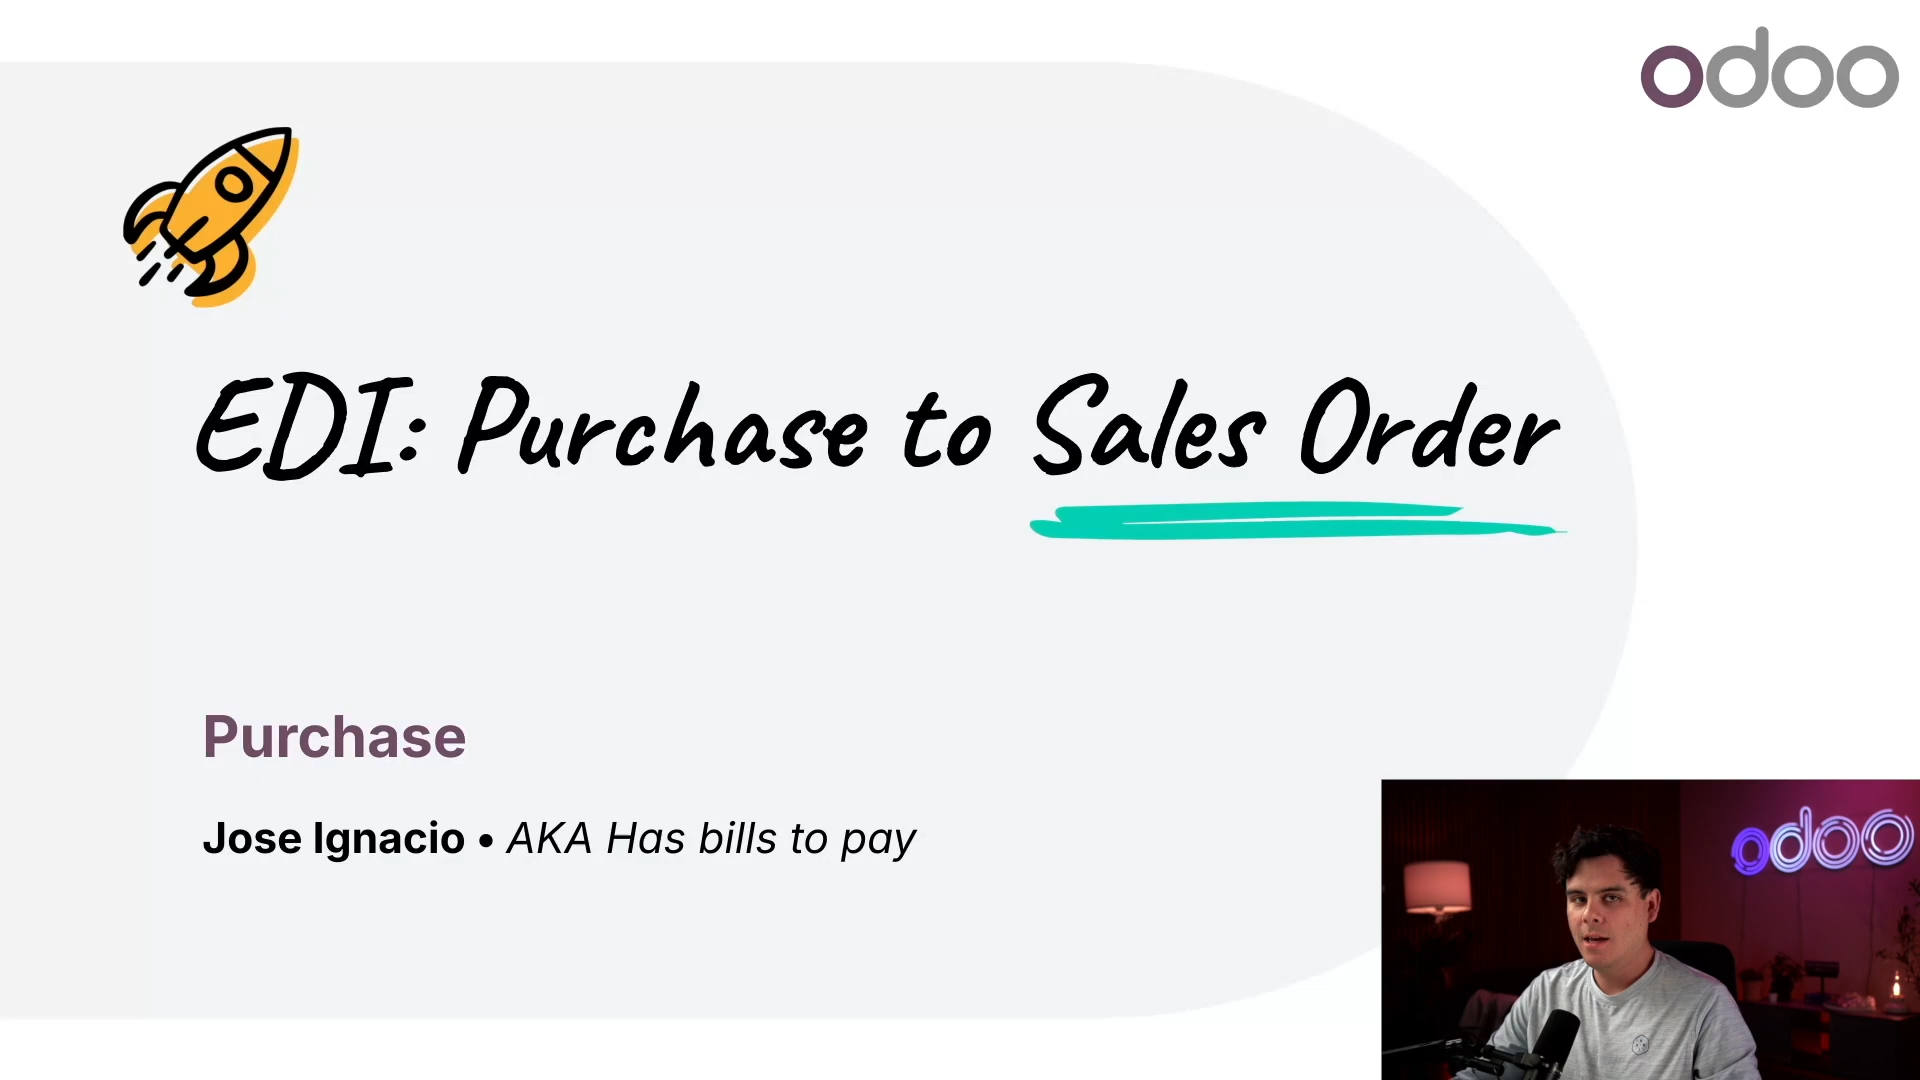 odoo
EDI: Purchase to Sales Order
Purchase
Jose Ignacio • AKA Has bills to pay
odoo